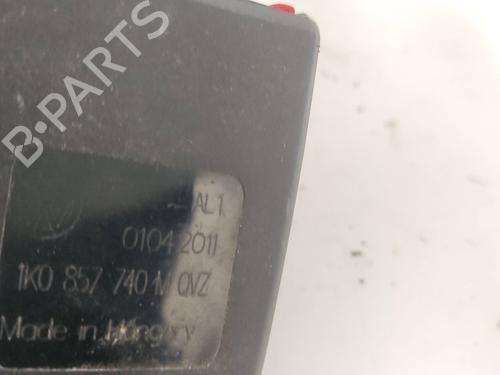 B-PARTS
AL1
0104 2011
1K0 857 740 M QVZ
Made in Hungary